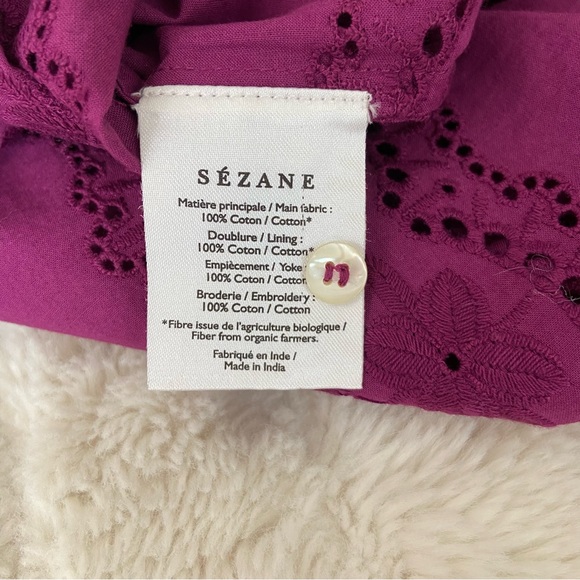 SÉZANE
Matière principale / Main fabric :
100% Coton / Cotton*
Doublure / Lining :
100% Coton / Cotton*
Empiècement / Yoke
100% Coton / Cotton
Broderie / Embroidery :
100% Coton / Cotton
*Fibre issue de l'agriculture biologique /
Fiber from organic farmers.
Fabriqué en Inde /
Made in India